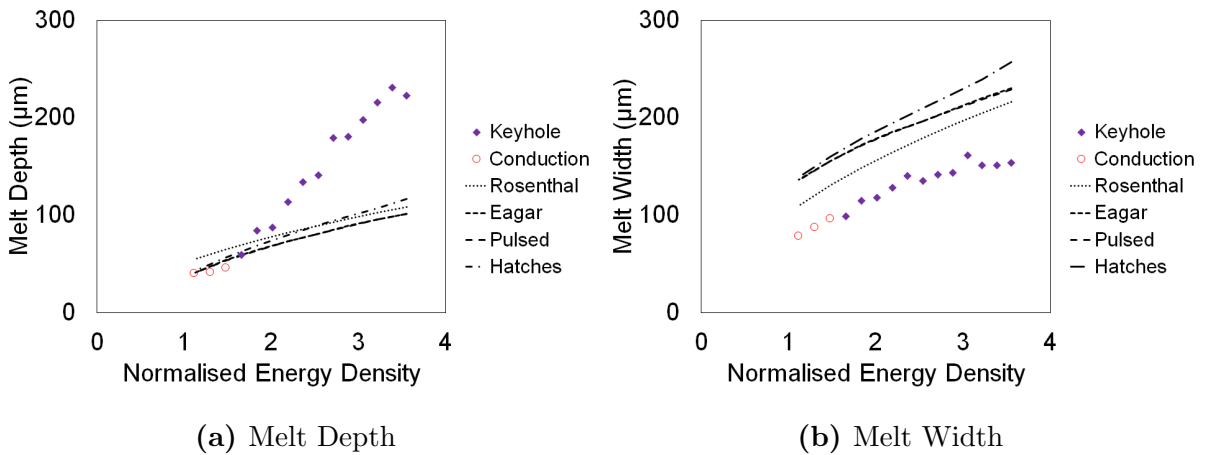 300
200
100
0
Melt Depth (μm)
0 1 2 3 4
Normalised Energy Density
Keyhole
Conduction
Rosenthal
Eagar
Pulsed
Hatches
(a) Melt Depth
300
200
100
0
Melt Width (μm)
0 1 2 3 4
Normalised Energy Density
Keyhole
Conduction
Rosenthal
Eagar
Pulsed
Hatches
(b) Melt Width